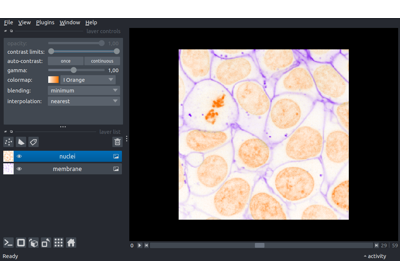 File View Plugins Window Help
layer controls
contrast limits:
auto-contrast: once continuous
gamma: 1,00
colormap: I Orange
blending: minimum
interpolation: nearest
layer list
nuclei
membrane
29 59
Ready activity